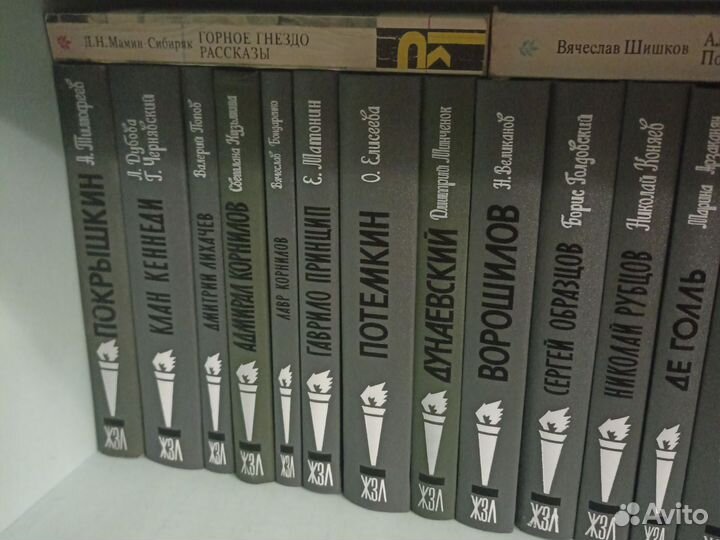 Д.Н. Мамин-Сибиряк
ГОРНОЕ ГНЕЗДО
РАССКАЗЫ
Вячеслав Шишков
А. Тимофеев
ПОКРЫШКИН
ЖЗЛ
Л. Дубова
Г. Чернявский
КЛАН КЕННЕДИ
ЖЗЛ
Валерий Попов
ДМИТРИЙ ЛИХАЧЕВ
ЖЗЛ
Светлана Кузьмина
АДМИРАЛ КОРНИЛОВ
ЖЗЛ
Вячеслав Бондаренко
ЛАВР КОРНИЛОВ
ЖЗЛ
Е. Матонин
ГАВРИЛО ПРИНЦИП
ЖЗЛ
О. Елисеева
ПОТЕМКИН
ЖЗЛ
Дмитрий Минченок
ДУНАЕВСКИЙ
ЖЗЛ
Н. Великанов
ВОРОШИЛОВ
ЖЗЛ
Борис Голдовский
СЕРГЕЙ ОБРАЗЦОВ
ЖЗЛ
Николай Коняев
НИКОЛАЙ РУБЦОВ
ЖЗЛ
Марина
ДЕ ГОЛЛЬ
ЖЗЛ
Avito